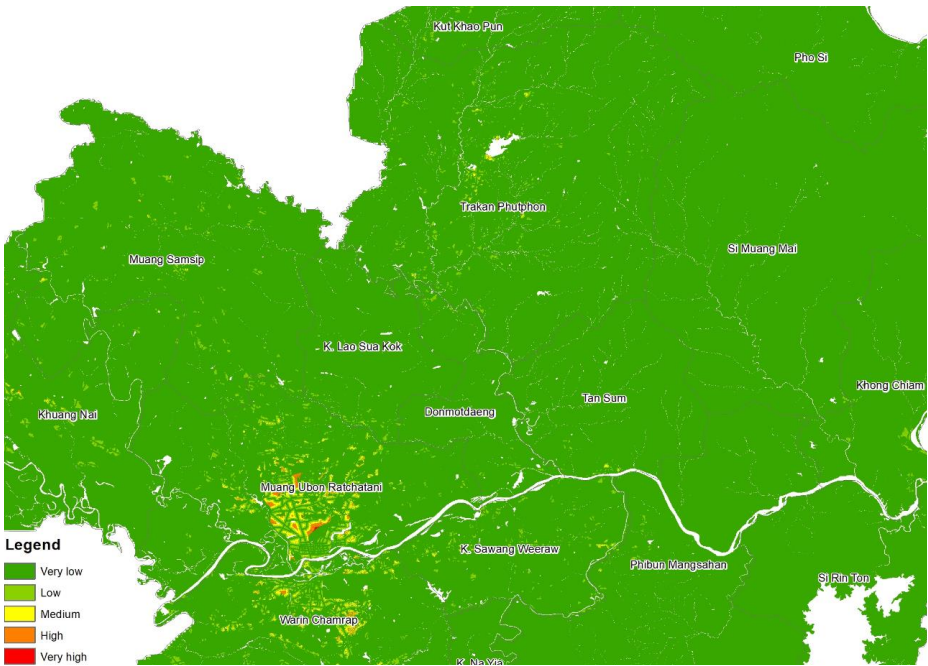 Kut Khao Pun
Pho Si
Trakan Phutphon
Si Muang Mai
Muang Samsip
K. Lao Sua Kok
Khong Chiam
Tan Sum
Donmotdaeng
Khuang Nai
Muang Ubon Ratchatani
K. Sawang Weeraw
Phibun Mangsahan
Si Rin Ton
Warin Chamrap
K. Na Yia
Legend
Very low
Low
Medium
High
Very high